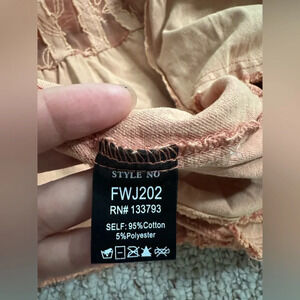 STYLE NO
FWJ202
RN# 133793
SELF: 95%Cotton
5%Polyester